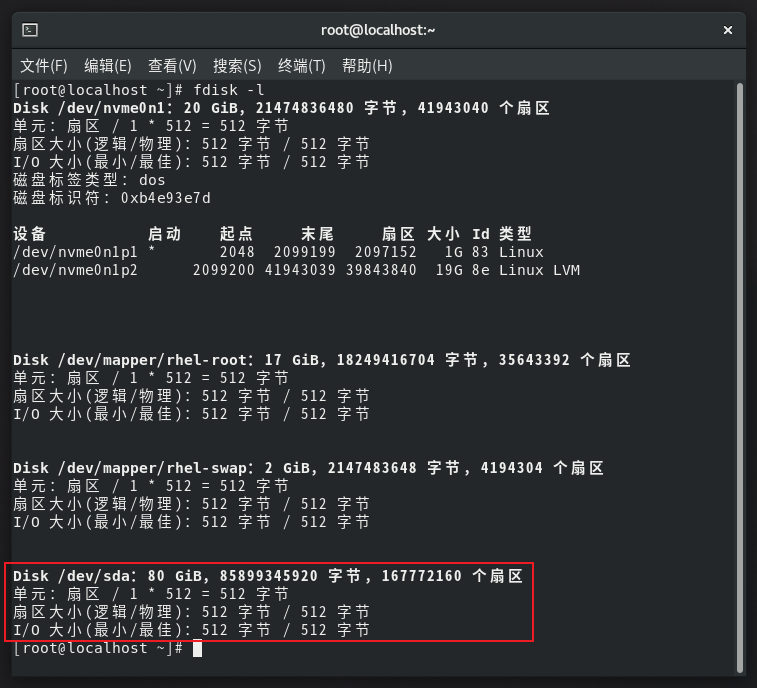 root@localhost:~
文件(F) 编辑(E) 查看(V) 搜索(S) 终端(T) 帮助(H)
[root@localhost ~]# fdisk -l
Disk /dev/nvme0n1：20 GiB，21474836480 字节，41943040 个扇区
单元：扇区 / 1 * 512 = 512 字节
扇区大小(逻辑/物理)：512 字节 / 512 字节
I/O 大小(最小/最佳)：512 字节 / 512 字节
磁盘标签类型：dos
磁盘标识符：0xb4e93e7d
设备 启动 起点 末尾 扇区 大小 Id 类型
/dev/nvme0n1p1 * 2048 2099199 2097152 1G 83 Linux
/dev/nvme0n1p2 2099200 41943039 39843840 19G 8e Linux LVM
Disk /dev/mapper/rhel-root：17 GiB，18249416704 字节，35643392 个扇区
单元：扇区 / 1 * 512 = 512 字节
扇区大小(逻辑/物理)：512 字节 / 512 字节
I/O 大小(最小/最佳)：512 字节 / 512 字节
Disk /dev/mapper/rhel-swap：2 GiB，2147483648 字节，4194304 个扇区
单元：扇区 / 1 * 512 = 512 字节
扇区大小(逻辑/物理)：512 字节 / 512 字节
I/O 大小(最小/最佳)：512 字节 / 512 字节
Disk /dev/sda：80 GiB，85899345920 字节，167772160 个扇区
单元：扇区 / 1 * 512 = 512 字节
扇区大小(逻辑/物理)：512 字节 / 512 字节
I/O 大小(最小/最佳)：512 字节 / 512 字节
[root@localhost ~]#